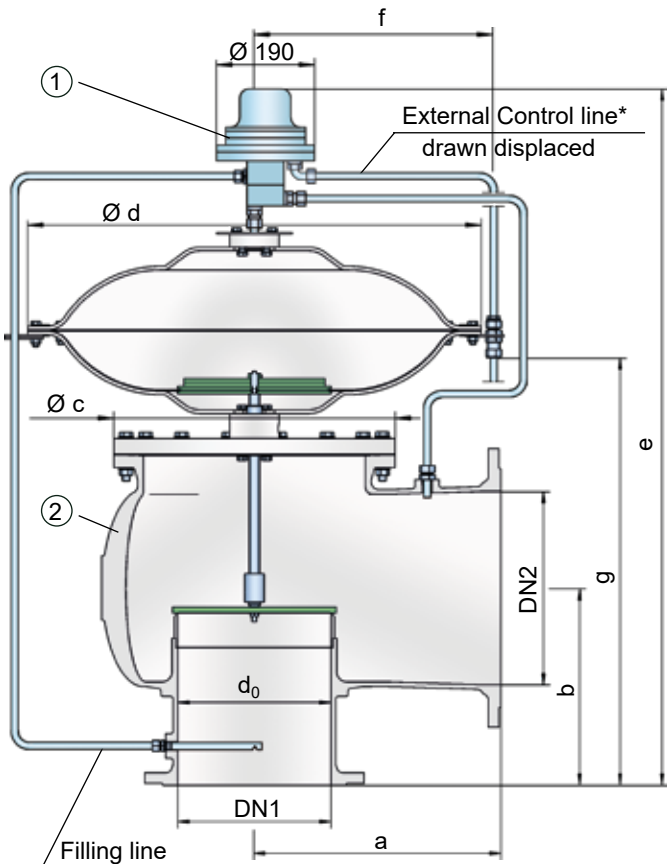 f
Ø 190
1
External Control line*
drawn displaced
Ø d
Ø c
e
2
DN2
g
b
d0
DN1
a
Filling line